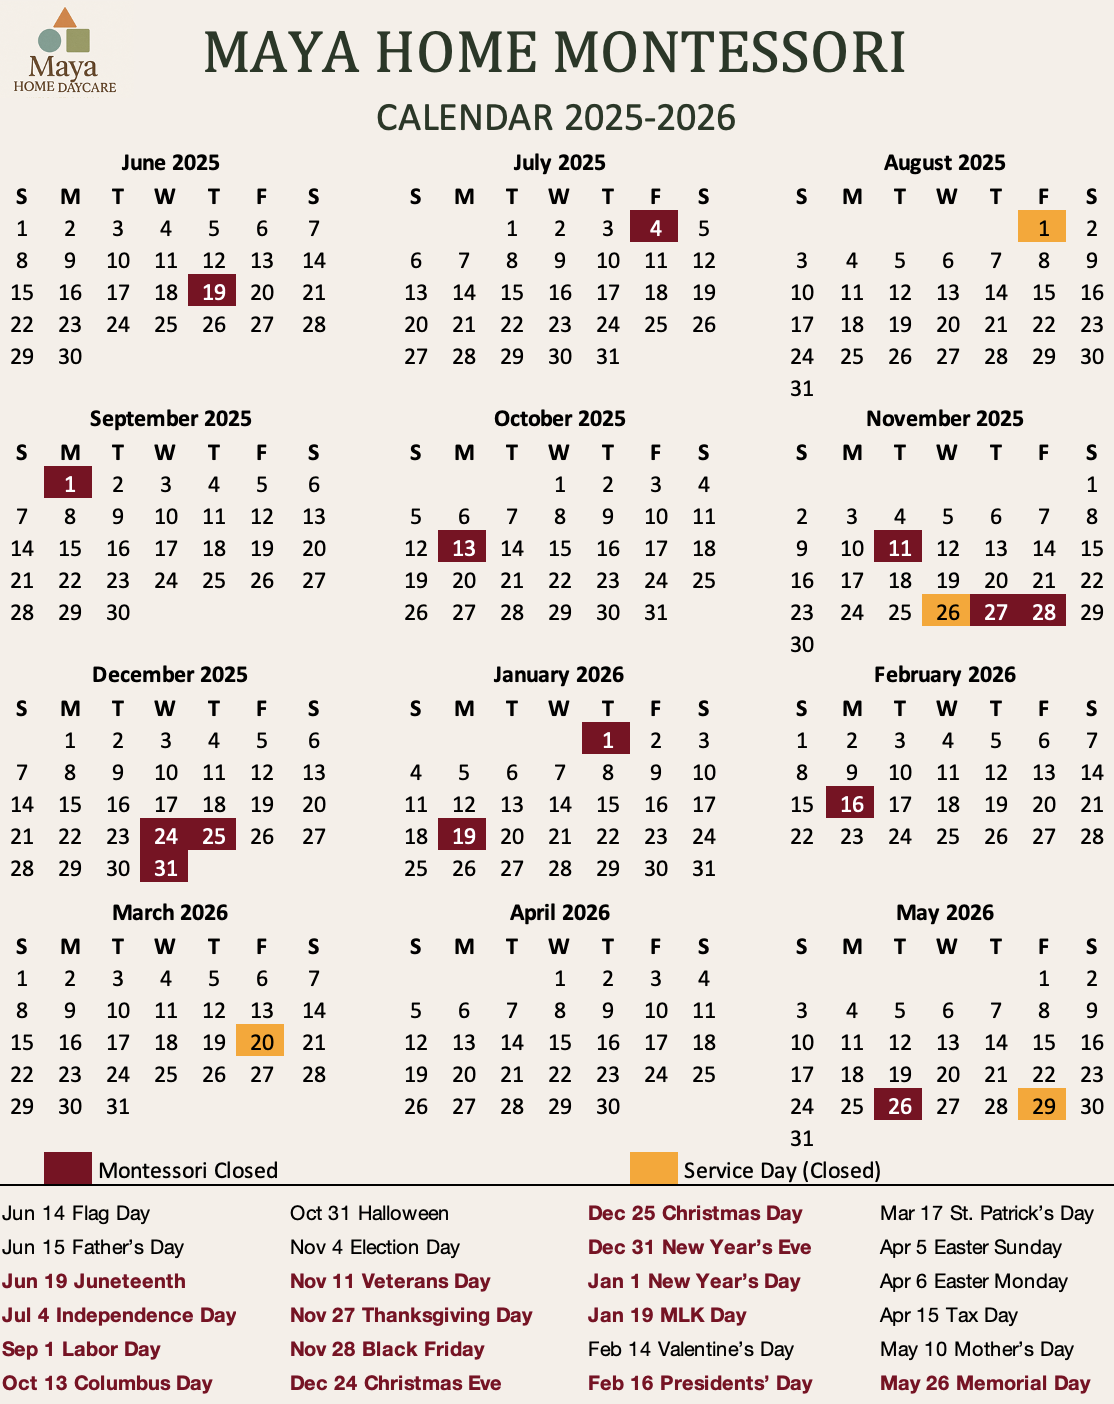 Maya
HOME DAYCARE
MAYA HOME MONTESSORI
CALENDAR 2025-2026
June 2025 July 2025 August 2025
S M T W T F S S M T W T F S S M T W T F S
1 2 3 4 5 6 7 1 2 3 4 5 1 2
8 9 10 11 12 13 14 6 7 8 9 10 11 12 3 4 5 6 7 8 9
15 16 17 18 19 20 21 13 14 15 16 17 18 19 10 11 12 13 14 15 16
22 23 24 25 26 27 28 20 21 22 23 24 25 26 17 18 19 20 21 22 23
29 30 27 28 29 30 31 24 25 26 27 28 29 30
31
September 2025 October 2025 November 2025
S M T W T F S S M T W T F S S M T W T F S
1 2 3 4 5 6 1 2 3 4 1
7 8 9 10 11 12 13 5 6 7 8 9 10 11 2 3 4 5 6 7 8
14 15 16 17 18 19 20 12 13 14 15 16 17 18 9 10 11 12 13 14 15
21 22 23 24 25 26 27 19 20 21 22 23 24 25 16 17 18 19 20 21 22
28 29 30 26 27 28 29 30 31 23 24 25 26 27 28 29
30
December 2025 January 2026 February 2026
S M T W T F S S M T W T F S S M T W T F S
1 2 3 4 5 6 1 2 3 1 2 3 4 5 6 7
7 8 9 10 11 12 13 4 5 6 7 8 9 10 8 9 10 11 12 13 14
14 15 16 17 18 19 20 11 12 13 14 15 16 17 15 16 17 18 19 20 21
21 22 23 24 25 26 27 18 19 20 21 22 23 24 22 23 24 25 26 27 28
28 29 30 31 25 26 27 28 29 30 31
March 2026 April 2026 May 2026
S M T W T F S S M T W T F S S M T W T F S
1 2 3 4 5 6 7 1 2 3 4 1 2
8 9 10 11 12 13 14 5 6 7 8 9 10 11 3 4 5 6 7 8 9
15 16 17 18 19 20 21 12 13 14 15 16 17 18 10 11 12 13 14 15 16
22 23 24 25 26 27 28 19 20 21 22 23 24 25 17 18 19 20 21 22 23
29 30 31 26 27 28 29 30 24 25 26 27 28 29 30
31
Montessori Closed Service Day (Closed)
Jun 14 Flag Day Oct 31 Halloween Dec 25 Christmas Day Mar 17 St. Patrick's Day
Jun 15 Father's Day Nov 4 Election Day Dec 31 New Year's Eve Apr 5 Easter Sunday
Jun 19 Juneteenth Nov 11 Veterans Day Jan 1 New Year's Day Apr 6 Easter Monday
Jul 4 Independence Day Nov 27 Thanksgiving Day Jan 19 MLK Day Apr 15 Tax Day
Sep 1 Labor Day Nov 28 Black Friday Feb 14 Valentine's Day May 10 Mother's Day
Oct 13 Columbus Day Dec 24 Christmas Eve Feb 16 Presidents' Day May 26 Memorial Day